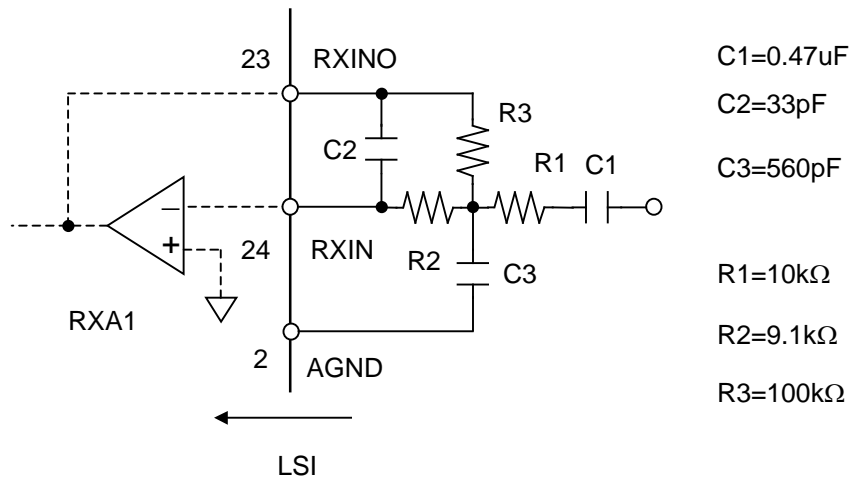 23 RXINO
C2
R3
R1 C1
24 RXIN
R2
C3
RXA1
2 AGND
LSI
−
+
C1=0.47uF
C2=33pF
C3=560pF
R1=10kΩ
R2=9.1kΩ
R3=100kΩ